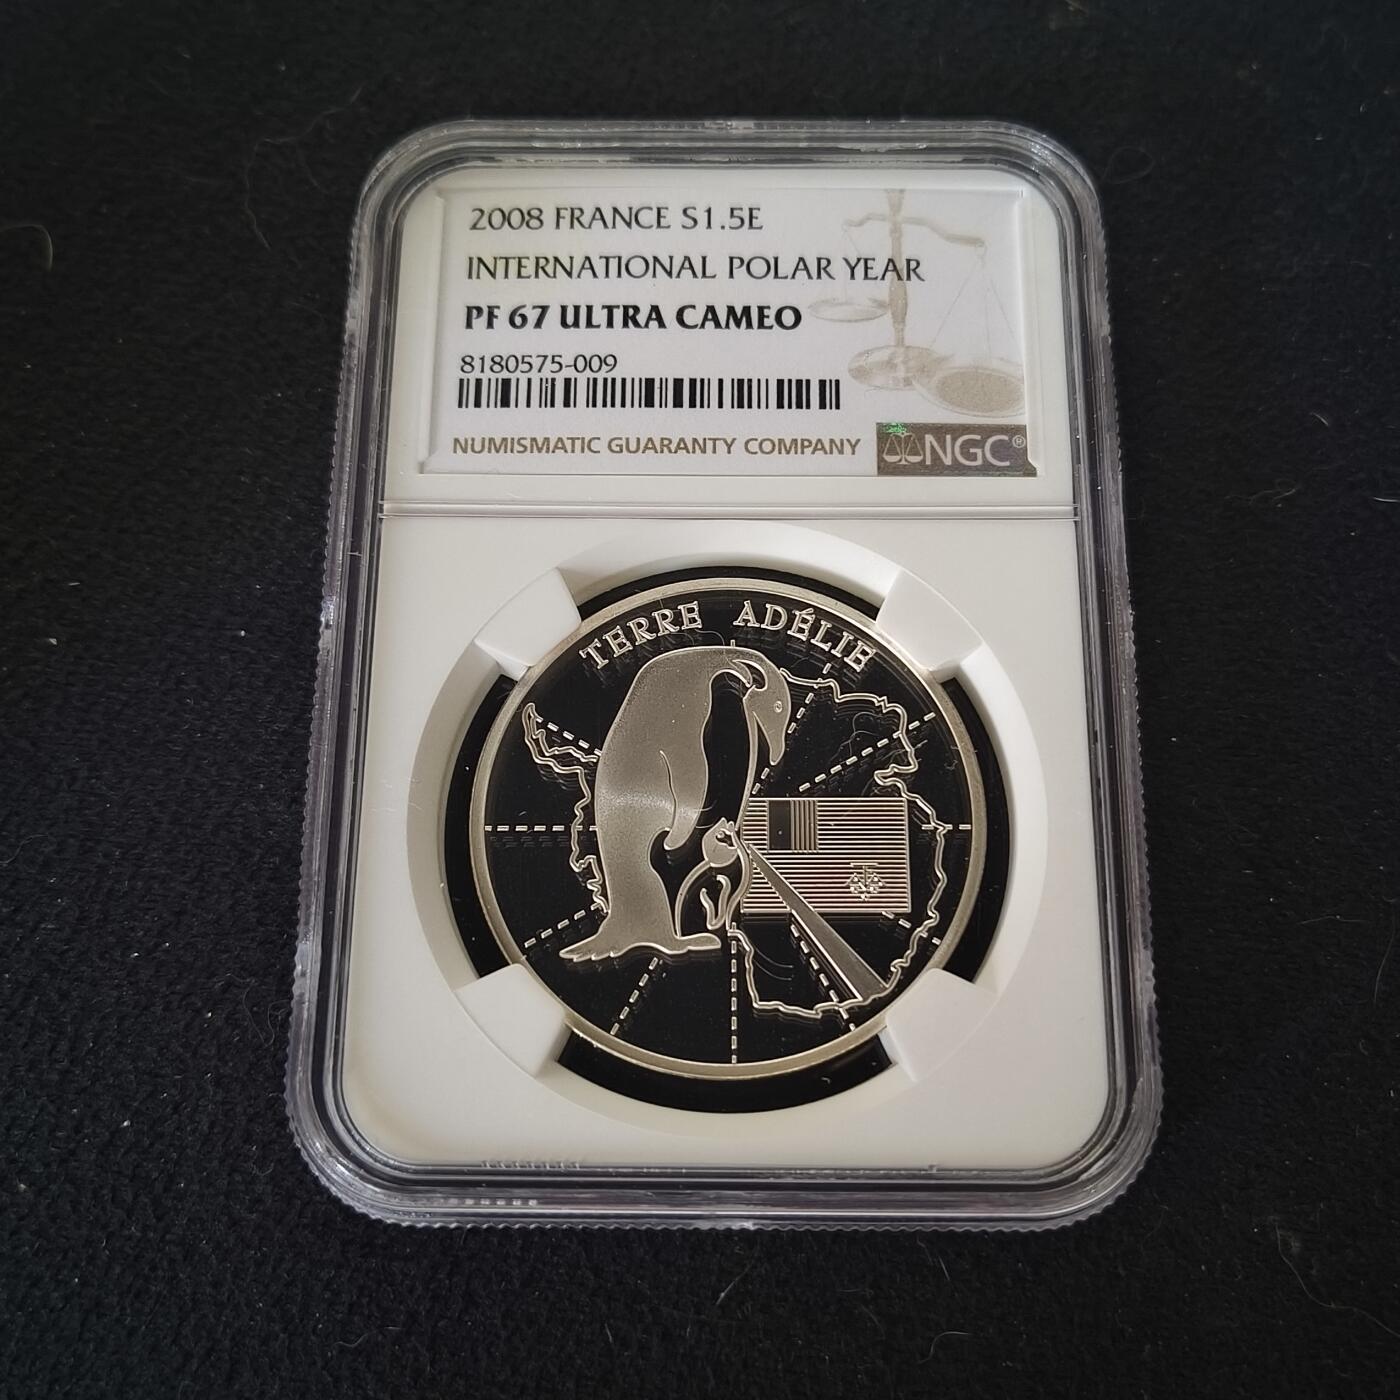 2008 FRANCE S1.5E
INTERNATIONAL POLAR YEAR
PF 67 ULTRA CAMEO
8180575-009
NUMISMATIC GUARANTY COMPANY
NGC®
TERRE ADÉLIE